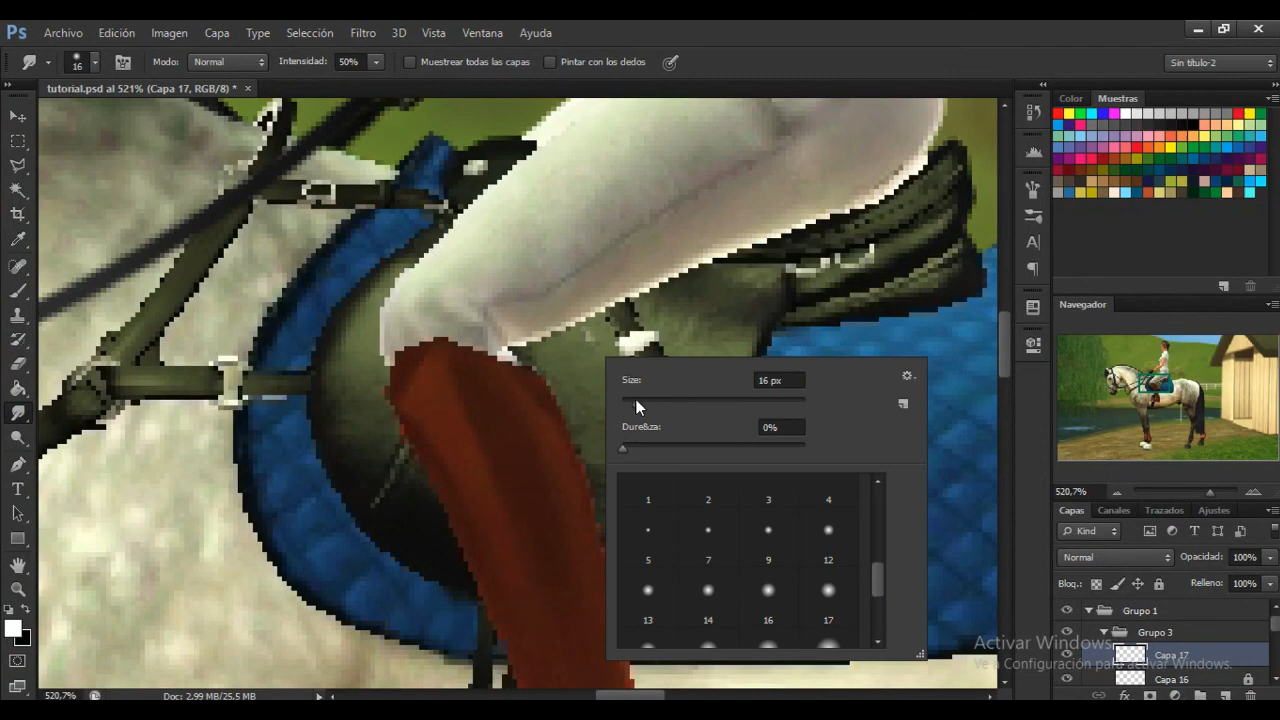 Ps Archivo Edición Imagen Capa Type Selección Filtro 3D Vista Ventana Ayuda
16 Modo: Normal Intensidad: 50% Muestrear todas las capas Pintar con los dedos Sin título-2
tutorial.psd al 521% (Capa 17, RGB/8) * ×
Color Muestras
Navegador
Size: 16 px
Dure&za: 0%
1 2 3 4
5 7 9 12
13 14 16 17
520,7%
Capas Canales Trazados Ajustes
Kind
Normal Opacidad: 100%
Bloq.: Relleno: 100%
Grupo 1
Grupo 3
Capa 17
Capa 16
Activar Windows
Ve a Configuración para activar Windows.
520,7% Doc: 2,99 MB/25,5 MB